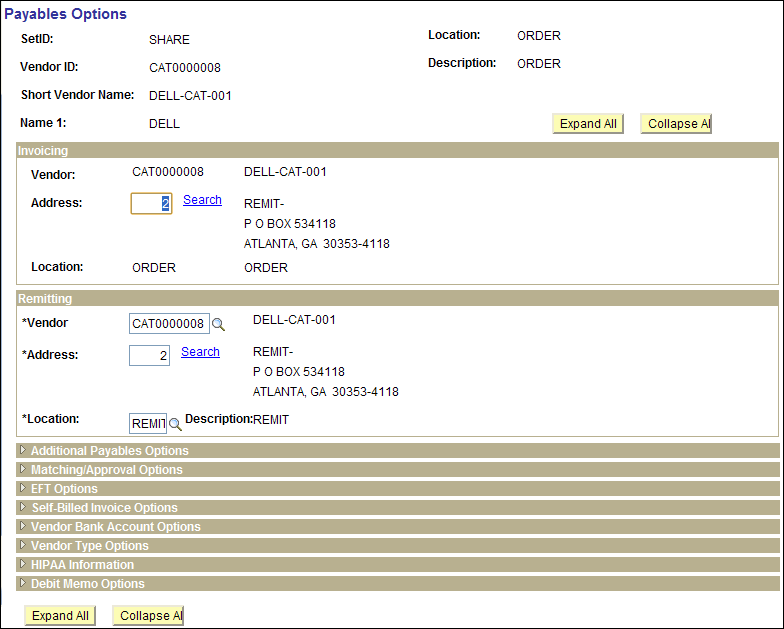 Payables Options
SetID: SHARE Location: ORDER
Vendor ID: CAT0000008 Description: ORDER
Short Vendor Name: DELL-CAT-001
Name 1: DELL Expand All Collapse Al
Invoicing
Vendor: CAT0000008 DELL-CAT-001
Address: 2 Search REMIT-
P O BOX 534118
ATLANTA, GA 30353-4118
Location: ORDER ORDER
Remitting
*Vendor CAT0000008 DELL-CAT-001
*Address: 2 Search REMIT-
P O BOX 534118
ATLANTA, GA 30353-4118
*Location: REMIT Description: REMIT
Additional Payables Options
Matching/Approval Options
EFT Options
Self-Billed Invoice Options
Vendor Bank Account Options
Vendor Type Options
HIPAA Information
Debit Memo Options
Expand All Collapse Al